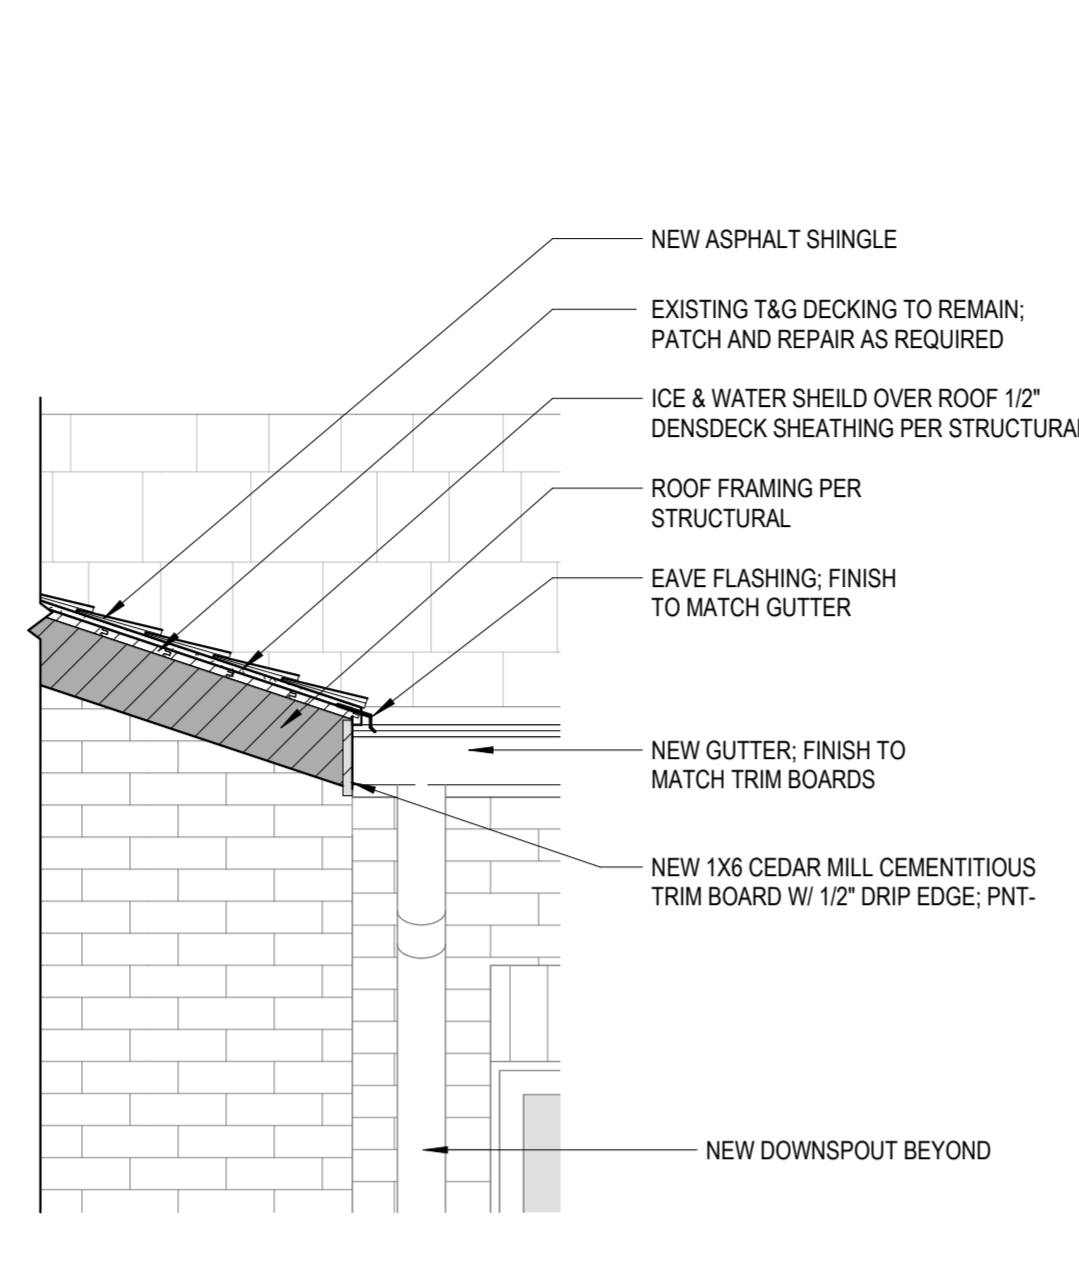 NEW ASPHALT SHINGLE
EXISTING T&G DECKING TO REMAIN;
PATCH AND REPAIR AS REQUIRED
ICE & WATER SHEILD OVER ROOF 1/2"
DENSDECK SHEATHING PER STRUCTURAL
ROOF FRAMING PER
STRUCTURAL
EAVE FLASHING; FINISH
TO MATCH GUTTER
NEW GUTTER; FINISH TO
MATCH TRIM BOARDS
NEW 1X6 CEDAR MILL CEMENTITIOUS
TRIM BOARD W/ 1/2" DRIP EDGE; PNT-
NEW DOWNSPOUT BEYOND